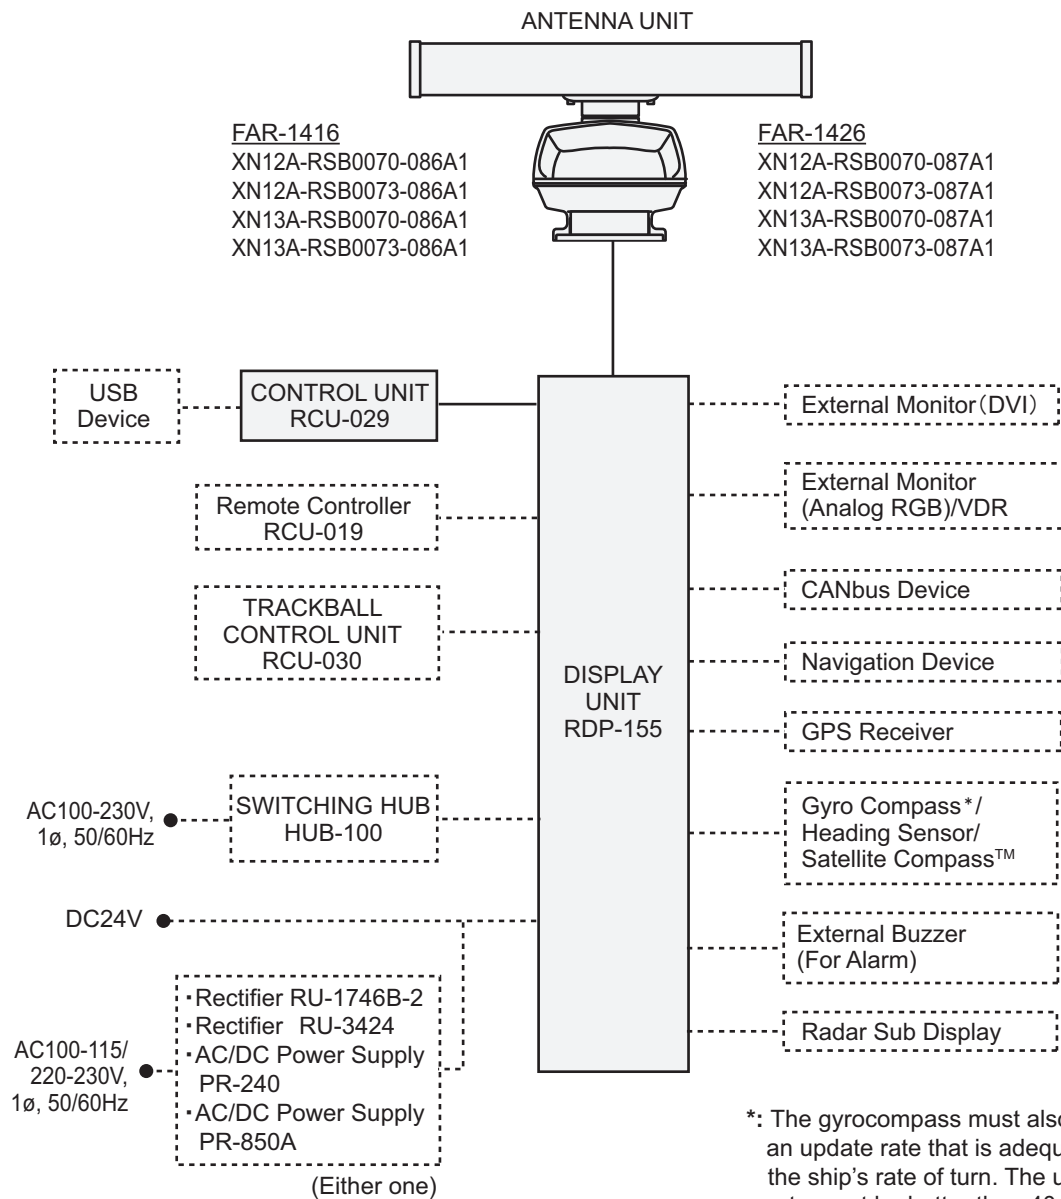 ANTENNA UNIT
FAR-1416
XN12A-RSB0070-086A1
XN12A-RSB0073-086A1
XN13A-RSB0070-086A1
XN13A-RSB0073-086A1
FAR-1426
XN12A-RSB0070-087A1
XN12A-RSB0073-087A1
XN13A-RSB0070-087A1
XN13A-RSB0073-087A1
USB
Device
CONTROL UNIT
RCU-029
Remote Controller
RCU-019
TRACKBALL
CONTROL UNIT
RCU-030
AC100-230V,
1ø, 50/60Hz
SWITCHING HUB
HUB-100
DC24V
AC100-115/
220-230V,
1ø, 50/60Hz
・Rectifier RU-1746B-2
・Rectifier RU-3424
・AC/DC Power Supply
PR-240
・AC/DC Power Supply
PR-850A
(Either one)
DISPLAY
UNIT
RDP-155
External Monitor（DVI）
External Monitor
(Analog RGB)/VDR
CANbus Device
Navigation Device
GPS Receiver
Gyro Compass*/
Heading Sensor/
Satellite Compass™
External Buzzer
(For Alarm)
Radar Sub Display
*: The gyrocompass must also
an update rate that is
the ship's rate of turn. The